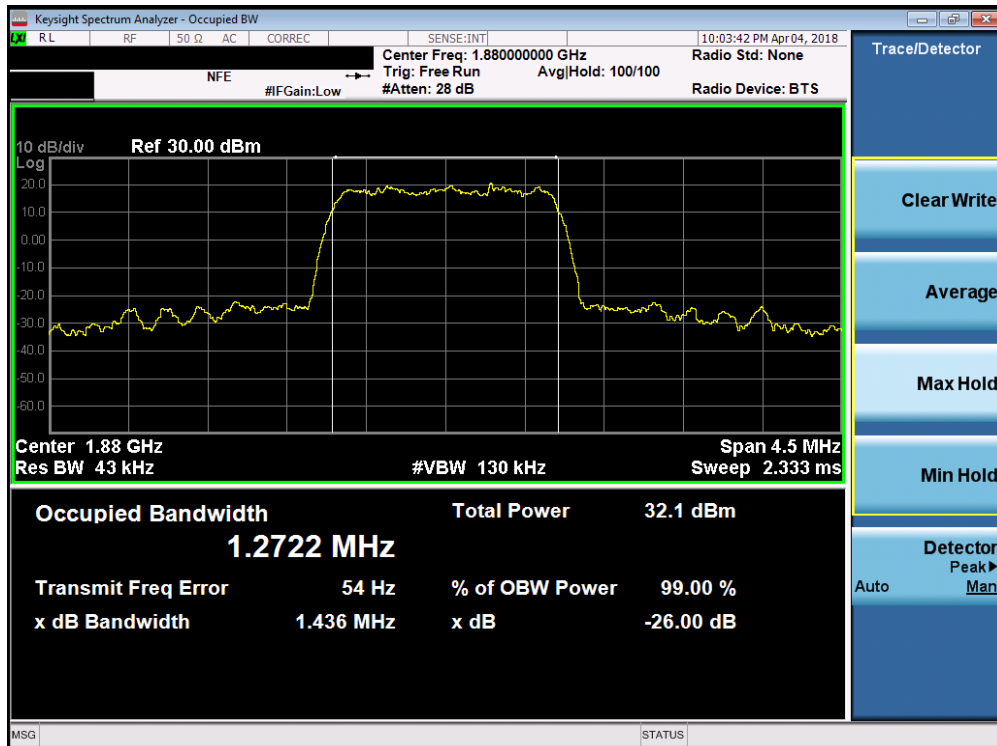 Keysight Spectrum Analyzer - Occupied BW
LXI RL RF 50 Ω AC CORREC SENSE:INT 10:03:42 PM Apr 04, 2018
Center Freq: 1.880000000 GHz Radio Std: None
NFE Trig: Free Run Avg|Hold: 100/100
#IFGain:Low #Atten: 28 dB Radio Device: BTS
10 dB/div Ref 30.00 dBm
Log
20.0
10.0
0.00
-10.0
-20.0
-30.0
-40.0
-50.0
-60.0
Center 1.88 GHz Span 4.5 MHz
Res BW 43 kHz #VBW 130 kHz Sweep 2.333 ms
Occupied Bandwidth Total Power 32.1 dBm
1.2722 MHz
Transmit Freq Error 54 Hz % of OBW Power 99.00 %
x dB Bandwidth 1.436 MHz x dB -26.00 dB
MSG STATUS
Trace/Detector
Clear Write
Average
Max Hold
Min Hold
Detector
Peak▶
Auto Man